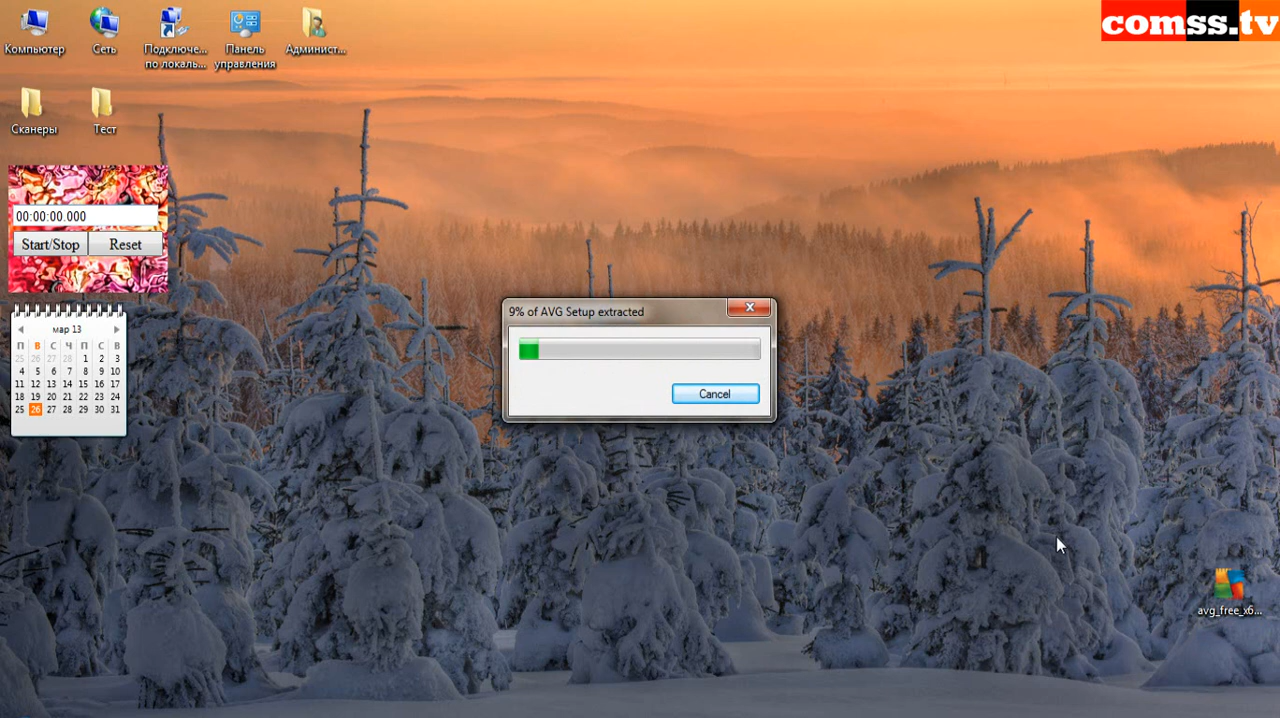 Компьютер
Сеть
Подключе...
по локаль...
Панель
управления
Админист...
comss.tv
Сканеры
Тест
00:00:00.000
Start/Stop
Reset
мар 13
П В С Ч П С В
25 26 27 28 1 2 3
4 5 6 7 8 9 10
11 12 13 14 15 16 17
18 19 20 21 22 23 24
25 26 27 28 29 30 31
9% of AVG Setup extracted
Cancel
avg_free_x6...